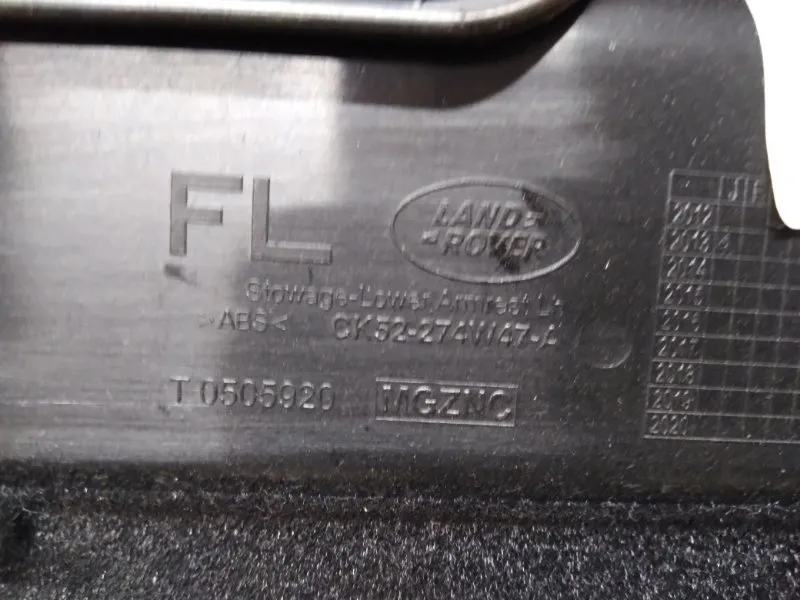 FL
LAND-
-ROVER
Stowage-Lower Armrest Lh
>ABS< CK52-274W47-A
T 0505920 MGZNC
J F
2012
2013 4
2014
2015
2016
2017
2018
2019
2020